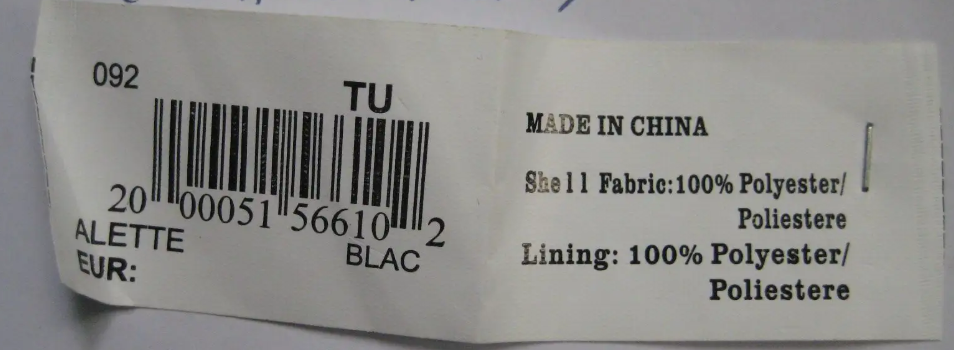 092
TU
20 00051 56610 2
ALETTE
BLAC
EUR:
MADE IN CHINA
Shell Fabric:100% Polyester/
Poliestere
Lining: 100% Polyester/
Poliestere